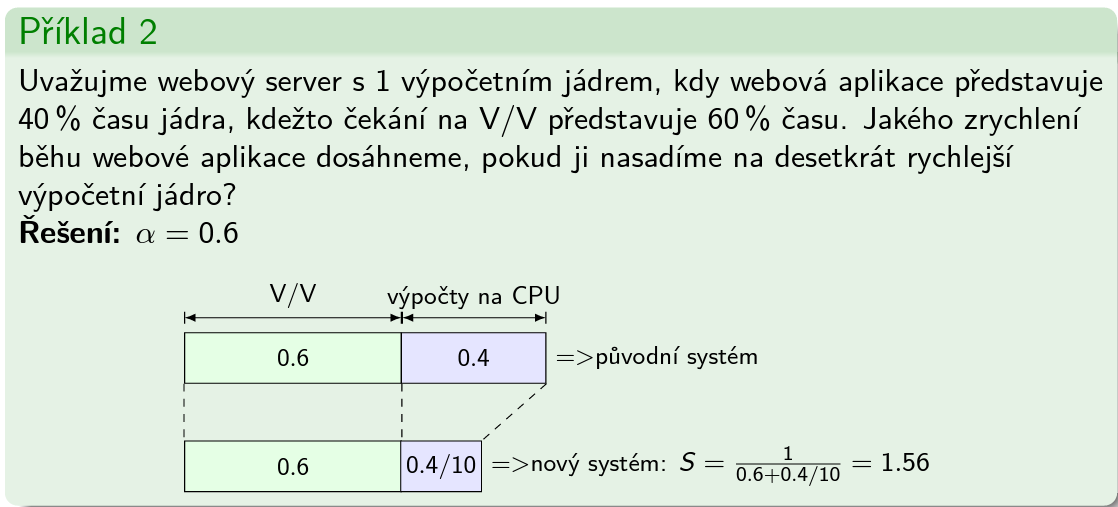 Příklad 2
Uvažujme webový server s 1 výpočetním jádrem, kdy webová aplikace představuje
40 % času jádra, kdežto čekání na V/V představuje 60 % času. Jakého zrychlení
běhu webové aplikace dosáhneme, pokud ji nasadíme na desetkrát rychlejší
výpočetní jádro?
Řešení: α = 0.6
V/V výpočty na CPU
0.6 0.4 =>původní systém
0.6 0.4/10 =>nový systém: S = 1/(0.6+0.4/10) = 1.56